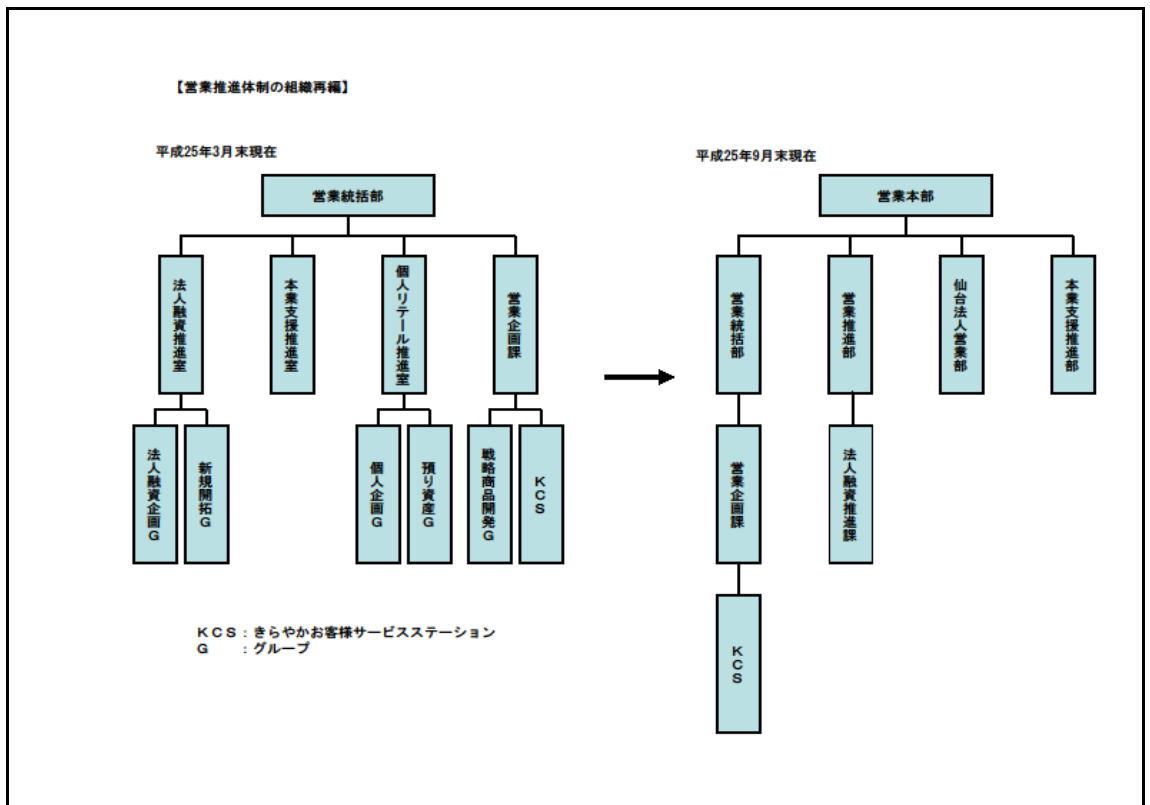 【営業推進体制の組織再編】
平成25年3月末現在
営業統括部
法人融資推進室
本業支援推進室
個人リテール推進室
営業企画課
法人融資企画G
新規開拓G
個人企画G
預り資産G
戦略商品開発G
KCS
平成25年9月末現在
営業本部
営業統括部
営業推進部
仙台法人営業部
本業支援推進部
営業企画課
法人融資推進課
KCS
KCS：きらやかお客様サービスステーション
G　：グループ